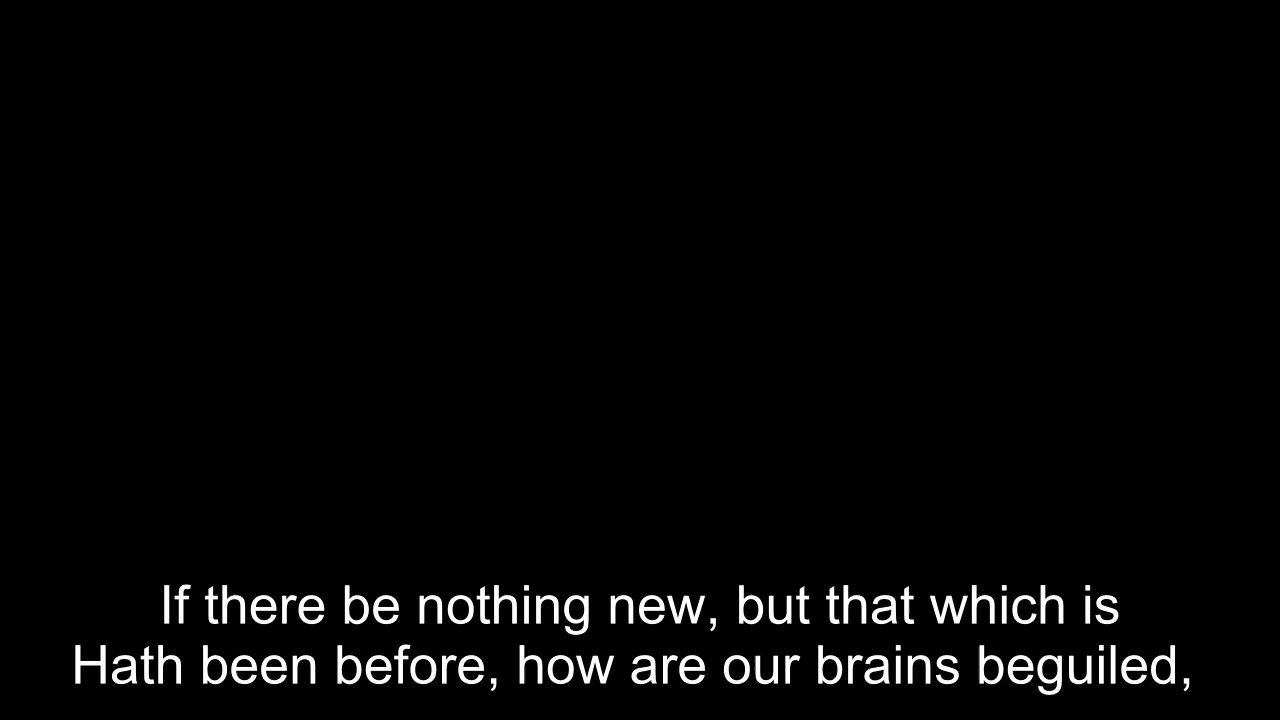 If there be nothing new, but that which is
Hath been before, how are our brains beguiled,